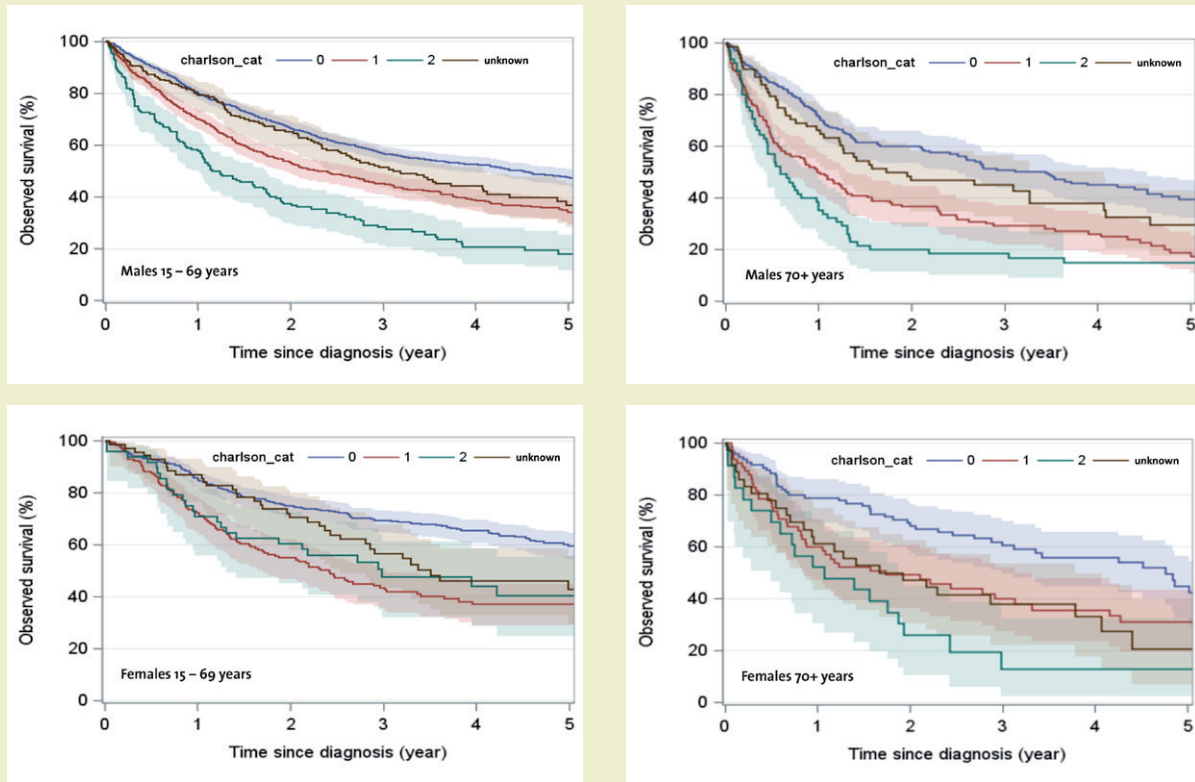 100
80
60
40
20
0
Observed survival (%)
charlson_cat 0 1 2 unknown
Males 15 – 69 years
0 1 2 3 4 5
Time since diagnosis (year)
100
80
60
40
20
0
Observed survival (%)
charlson_cat 0 1 2 unknown
Males 70+ years
0 1 2 3 4 5
Time since diagnosis (year)
100
80
60
40
20
0
Observed survival (%)
charlson_cat 0 1 2 unknown
Females 15 – 69 years
0 1 2 3 4 5
Time since diagnosis (year)
100
80
60
40
20
0
Observed survival (%)
charlson_cat 0 1 2 unknown
Females 70+ years
0 1 2 3 4 5
Time since diagnosis (year)